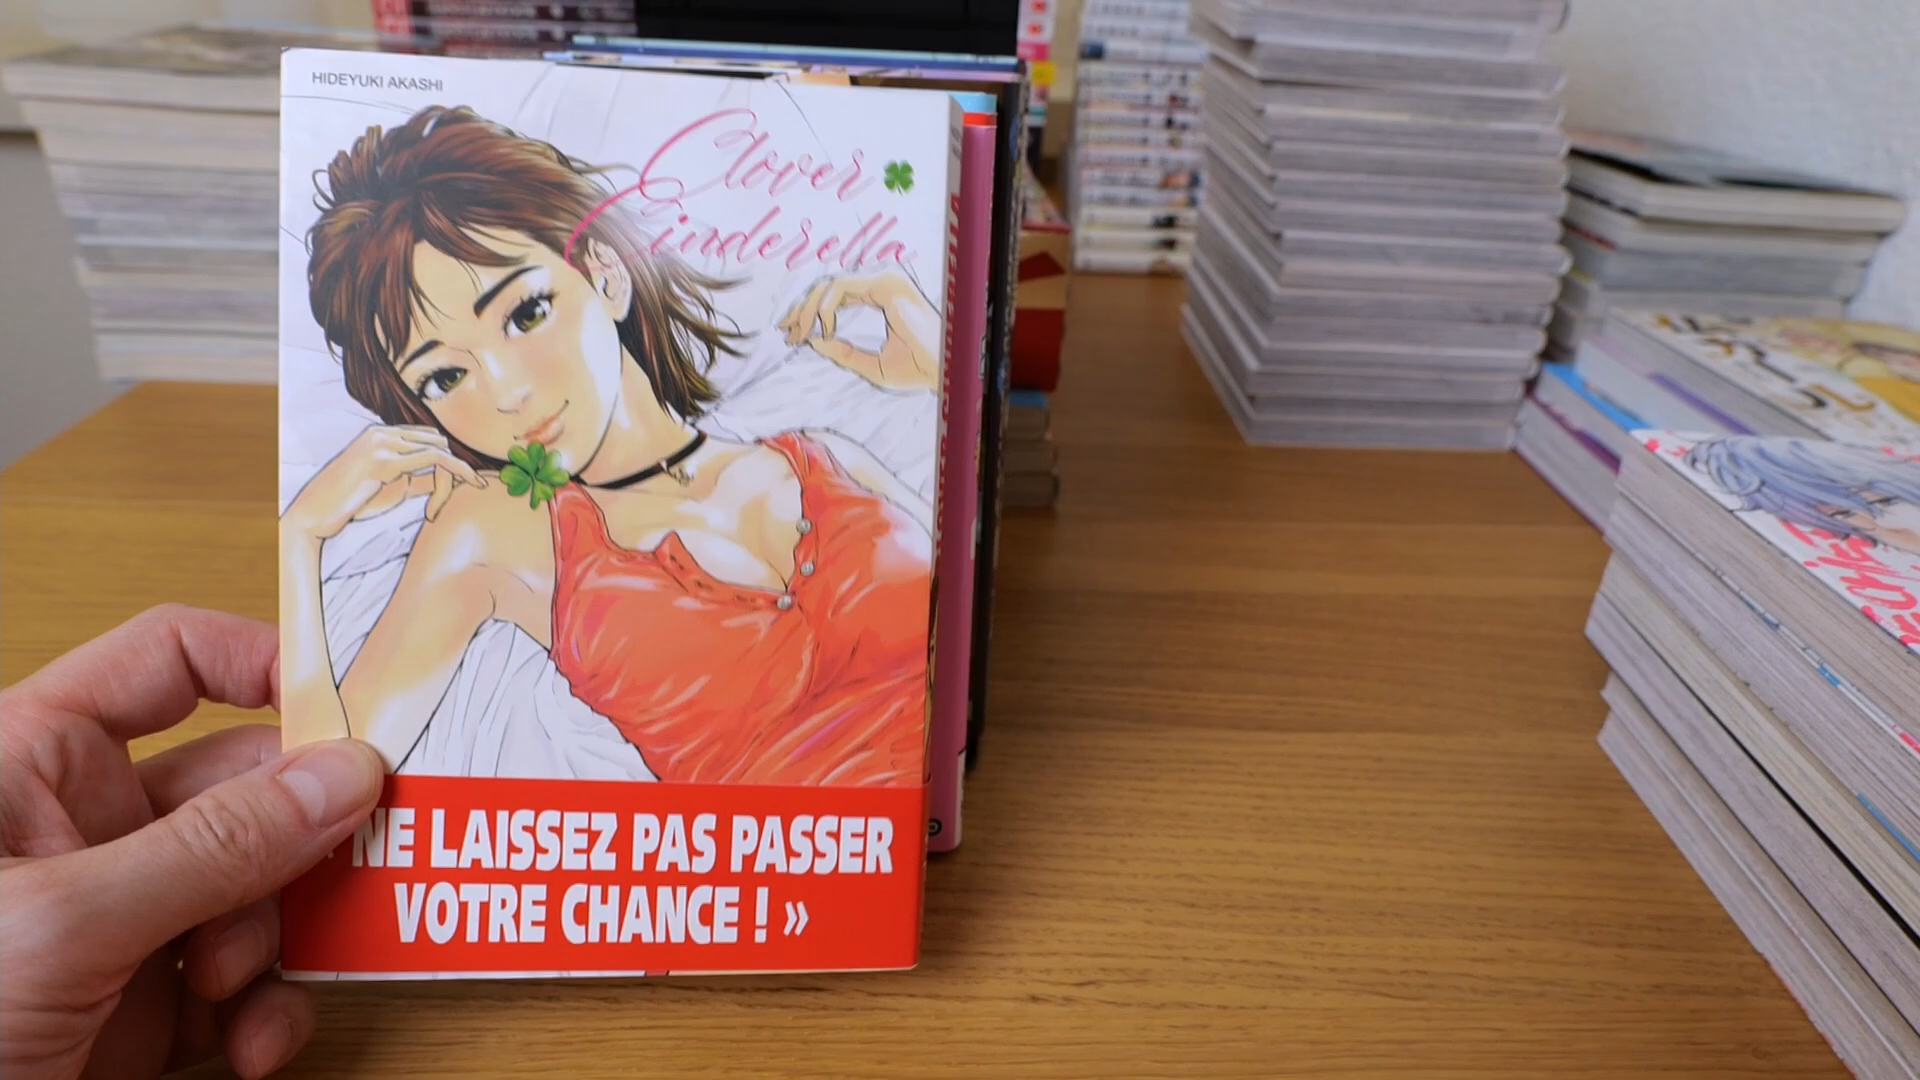 HIDEYUKI AKASHI
Clover
Cinderella
NE LAISSEZ PAS PASSER
VOTRE CHANCE ! »